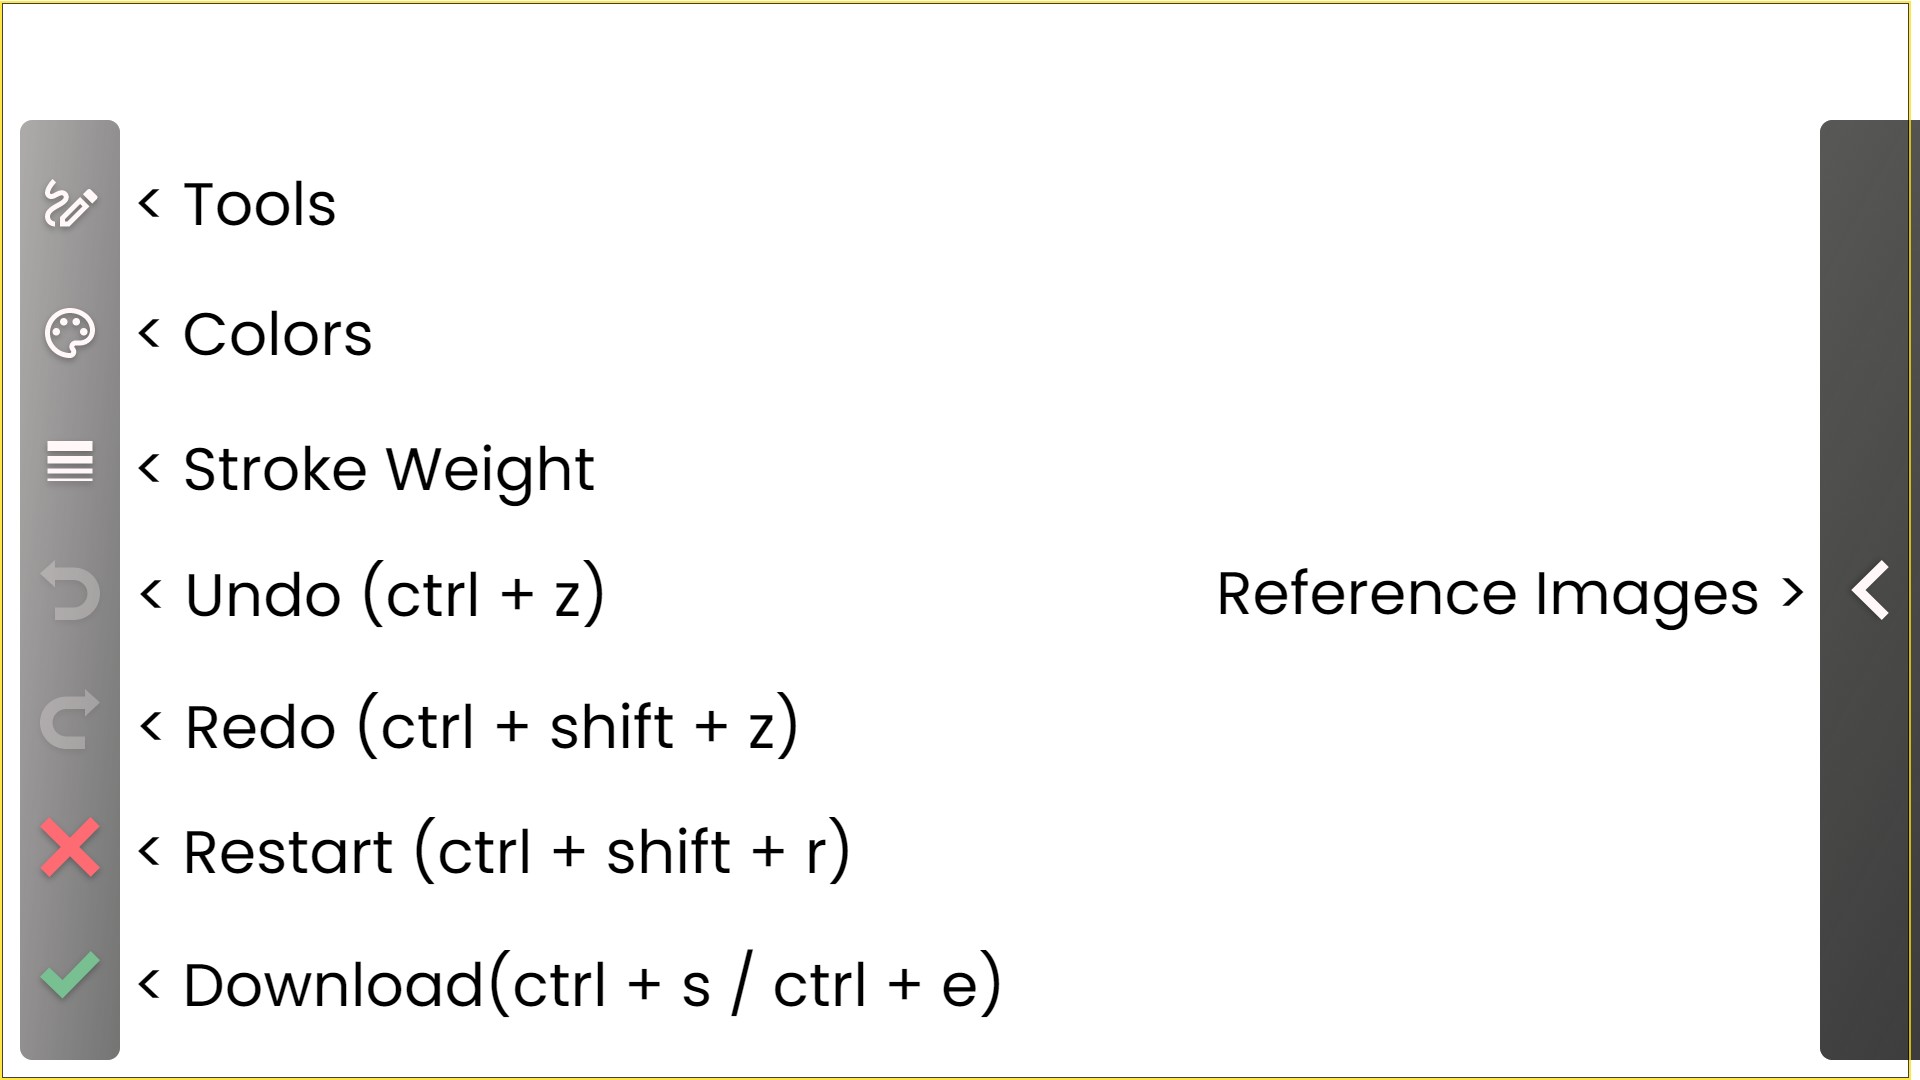 < Tools
< Colors
< Stroke Weight
< Undo (ctrl + z)
Reference Images >
< Redo (ctrl + shift + z)
< Restart (ctrl + shift + r)
< Download(ctrl + s / ctrl + e)